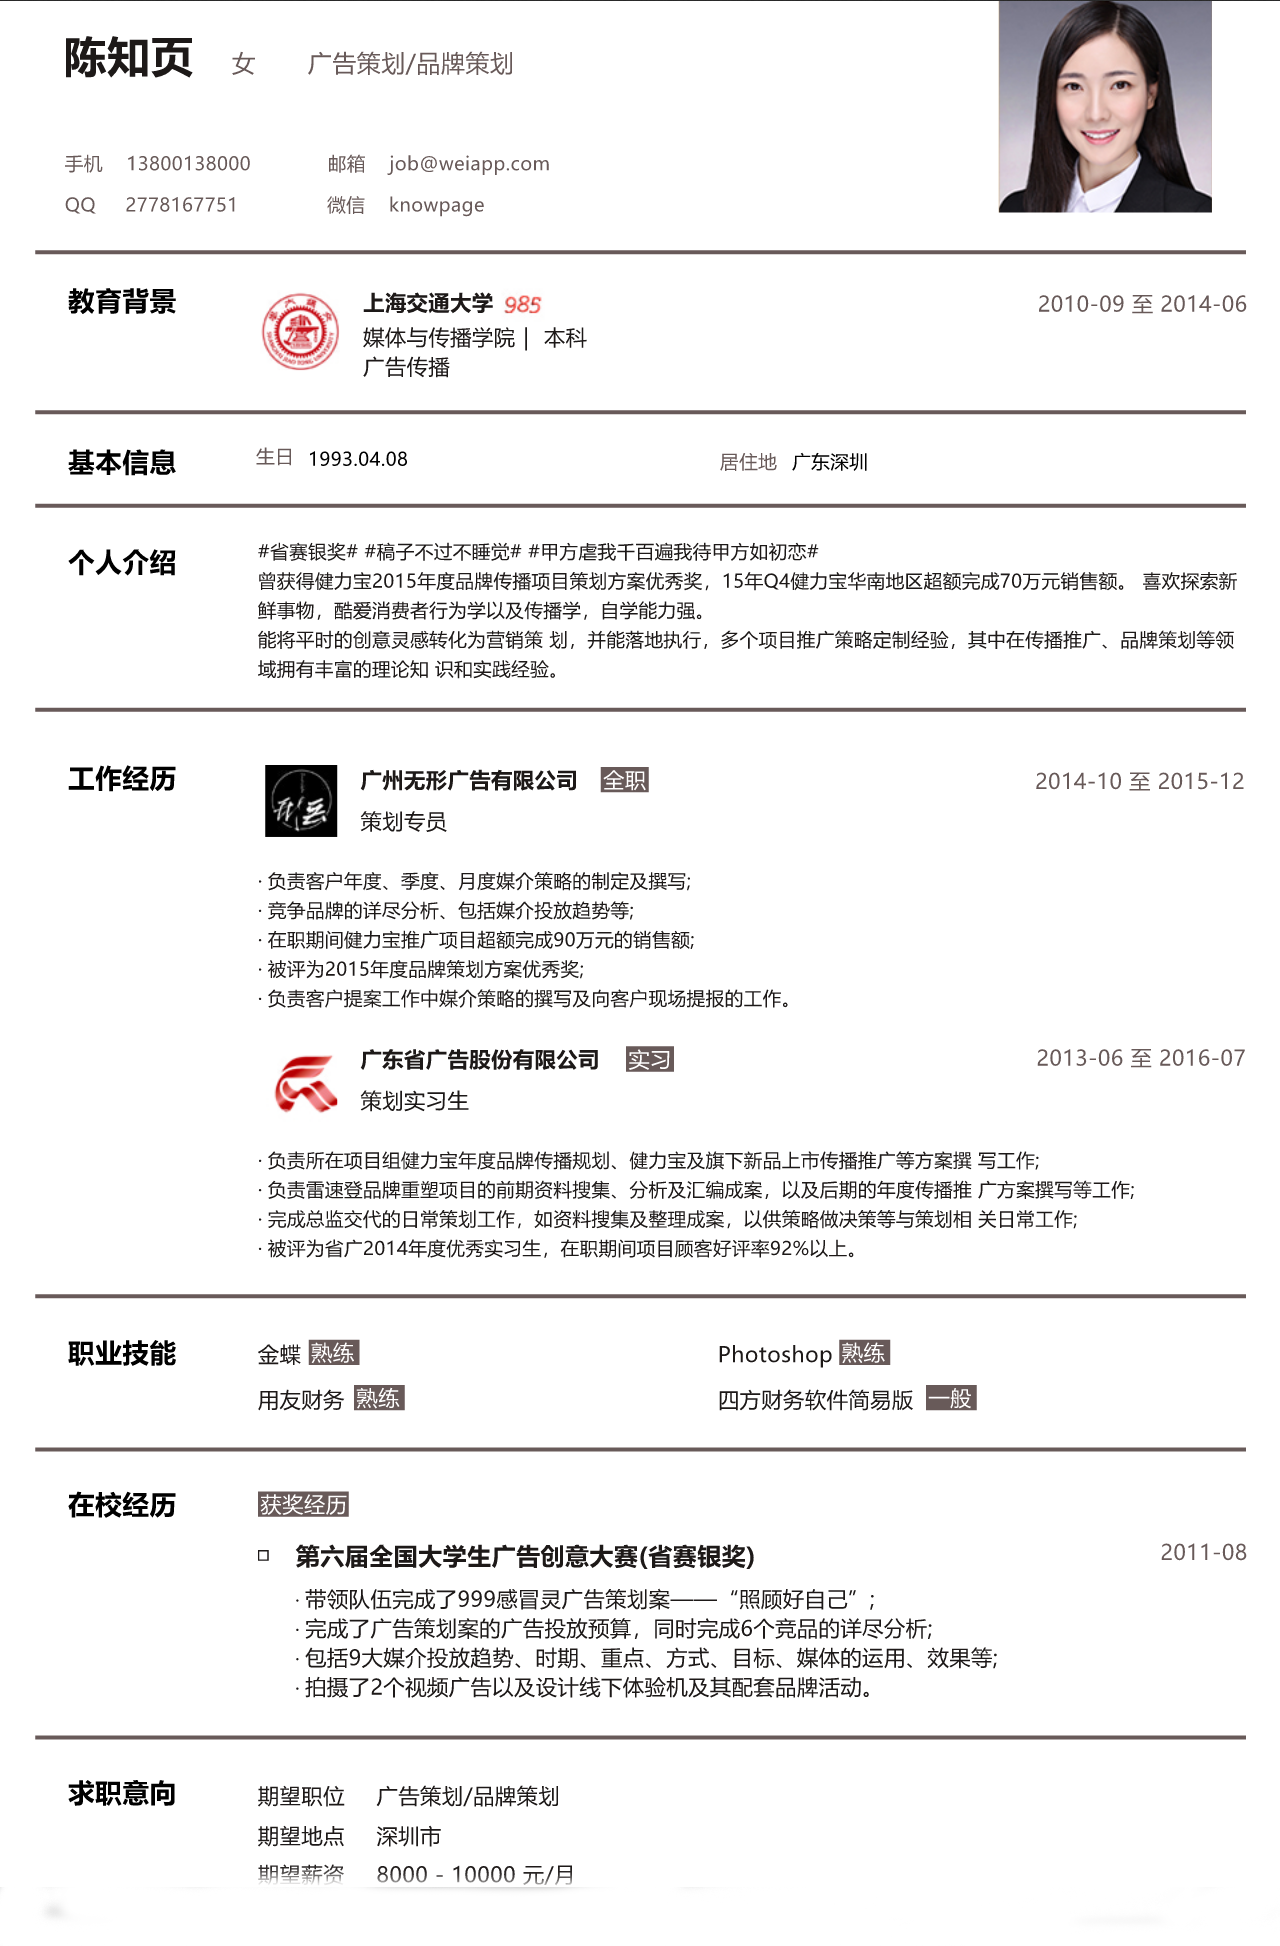 陈知页 女 广告策划/品牌策划
手机 13800138000 邮箱 job@weiapp.com
QQ 2778167751 微信 knowpage
教育背景 上海交通大学 985 2010-09 至 2014-06
媒体与传播学院｜ 本科
广告传播
基本信息 生日 1993.04.08 居住地 广东深圳
个人介绍 #省赛银奖# #稿子不过不睡觉# #甲方虐我千百遍我待甲方如初恋#
曾获得健力宝2015年度品牌传播项目策划方案优秀奖，15年Q4健力宝华南地区超额完成70万元销售额。 喜欢探索新
鲜事物，酷爱消费者行为学以及传播学，自学能力强。
能将平时的创意灵感转化为营销策 划，并能落地执行，多个项目推广策略定制经验，其中在传播推广、品牌策划等领
域拥有丰富的理论知 识和实践经验。
工作经历 广州无形广告有限公司 全职 2014-10 至 2015-12
策划专员
· 负责客户年度、季度、月度媒介策略的制定及撰写;
· 竞争品牌的详尽分析、包括媒介投放趋势等;
· 在职期间健力宝推广项目超额完成90万元的销售额;
· 被评为2015年度品牌策划方案优秀奖;
· 负责客户提案工作中媒介策略的撰写及向客户现场提报的工作。
广东省广告股份有限公司 实习 2013-06 至 2016-07
策划实习生
· 负责所在项目组健力宝年度品牌传播规划、健力宝及旗下新品上市传播推广等方案撰 写工作;
· 负责雷速登品牌重塑项目的前期资料搜集、分析及汇编成案，以及后期的年度传播推 广方案撰写等工作;
· 完成总监交代的日常策划工作，如资料搜集及整理成案，以供策略做决策等与策划相 关日常工作;
· 被评为省广2014年度优秀实习生，在职期间项目顾客好评率92%以上。
职业技能 金蝶 熟练 Photoshop 熟练
用友财务 熟练 四方财务软件简易版 一般
在校经历 获奖经历
第六届全国大学生广告创意大赛(省赛银奖) 2011-08
· 带领队伍完成了999感冒灵广告策划案——“照顾好自己”;
· 完成了广告策划案的广告投放预算，同时完成6个竞品的详尽分析;
· 包括9大媒介投放趋势、时期、重点、方式、目标、媒体的运用、效果等;
· 拍摄了2个视频广告以及设计线下体验机及其配套品牌活动。
求职意向 期望职位 广告策划/品牌策划
期望地点 深圳市
期望薪资 8000 - 10000 元/月